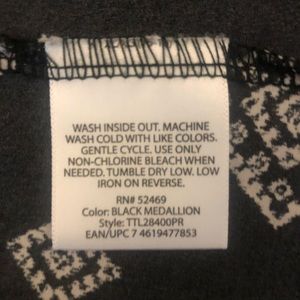 WASH INSIDE OUT. MACHINE
WASH COLD WITH LIKE COLORS.
GENTLE CYCLE. USE ONLY
NON-CHLORINE BLEACH WHEN
NEEDED. TUMBLE DRY LOW. LOW
IRON ON REVERSE.
RN# 52469
Color: BLACK MEDALLION
Style: TTL28400PR
EAN/UPC 7 4619477853